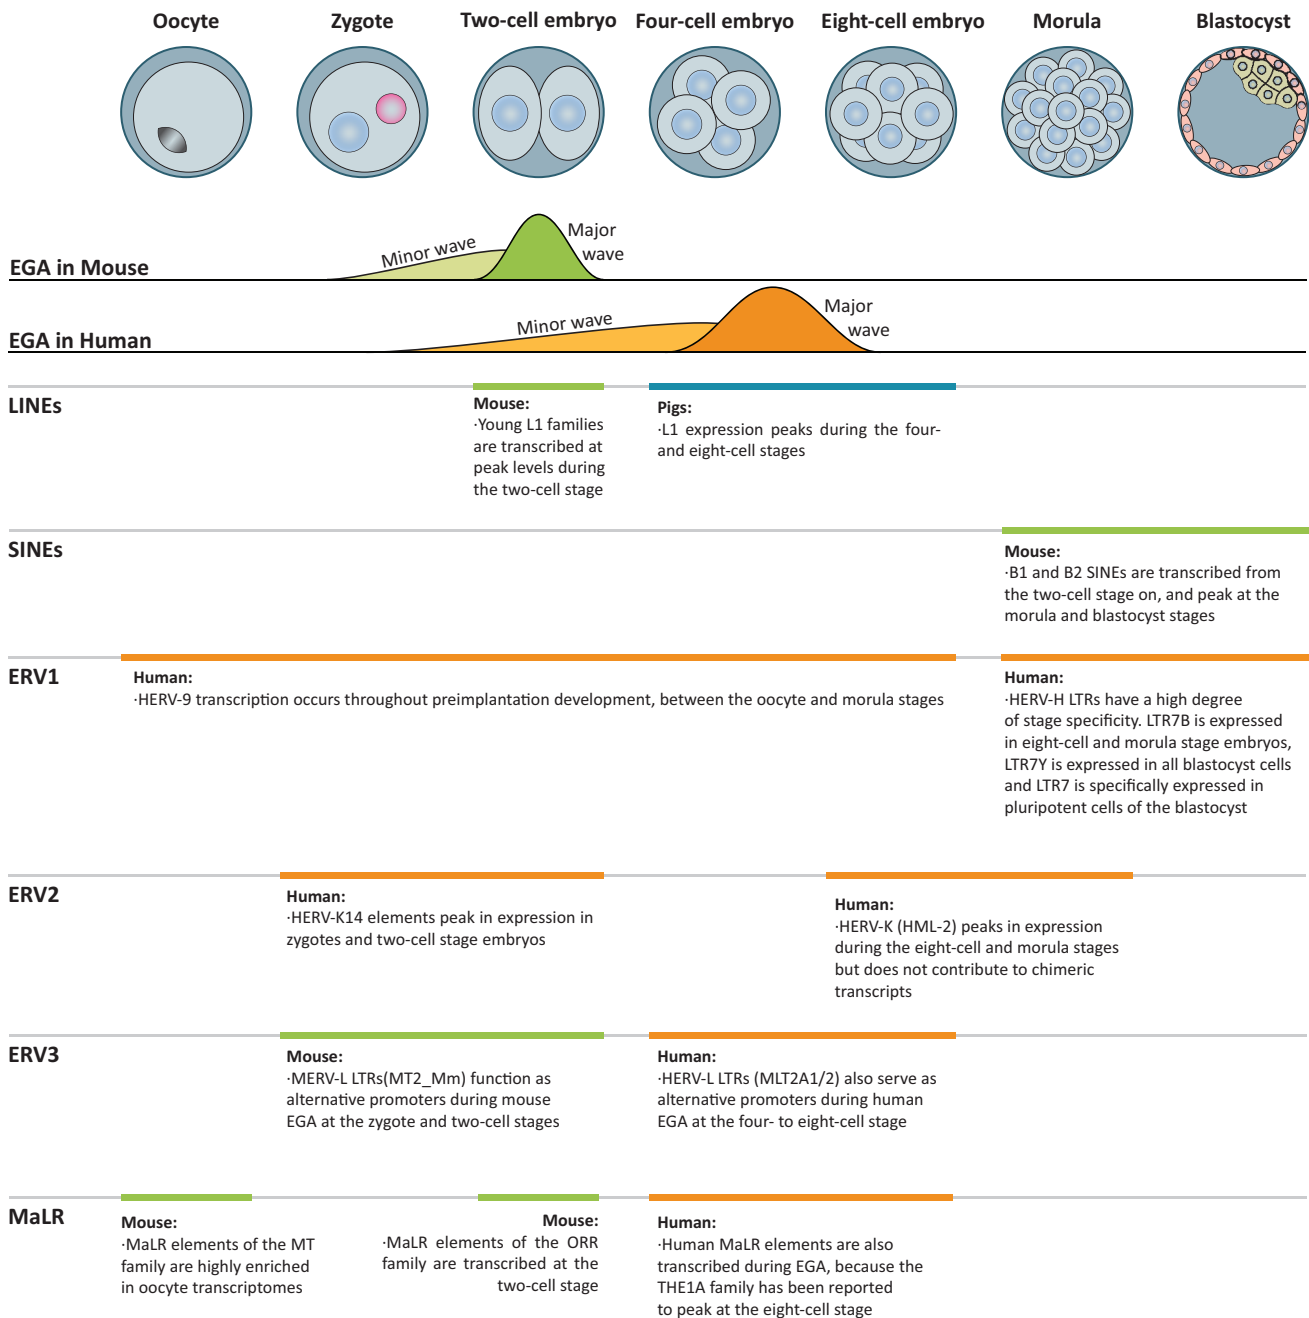 Oocyte
Zygote
Two-cell embryo
Four-cell embryo
Eight-cell embryo
Morula
Blastocyst
EGA in Mouse
Minor wave
Major
wave
EGA in Human
Minor wave
Major
wave
LINEs
Mouse:
·Young L1 families
are transcribed at
peak levels during
the two-cell stage
Pigs:
·L1 expression peaks during the four-
and eight-cell stages
SINEs
Mouse:
·B1 and B2 SINEs are transcribed from
the two-cell stage on, and peak at the
morula and blastocyst stages
ERV1
Human:
·HERV-9 transcription occurs throughout preimplantation development, between the oocyte and morula stages
Human:
·HERV-H LTRs have a high degree
of stage specificity. LTR7B is expressed
in eight-cell and morula stage embryos,
LTR7Y is expressed in all blastocyst cells
and LTR7 is specifically expressed in
pluripotent cells of the blastocyst
ERV2
Human:
·HERV-K14 elements peak in expression in
zygotes and two-cell stage embryos
Human:
·HERV-K (HML-2) peaks in expression
during the eight-cell and morula stages
but does not contribute to chimeric
transcripts
ERV3
Mouse:
·MERV-L LTRs(MT2_Mm) function as
alternative promoters during mouse
EGA at the zygote and two-cell stages
Human:
·HERV-L LTRs (MLT2A1/2) also serve as
alternative promoters during human
EGA at the four- to eight-cell stage
MaLR
Mouse:
·MaLR elements of the MT
family are highly enriched
in oocyte transcriptomes
Mouse:
·MaLR elements of the ORR
family are transcribed at the
two-cell stage
Human:
·Human MaLR elements are also
transcribed during EGA, because the
THE1A family has been reported
to peak at the eight-cell stage